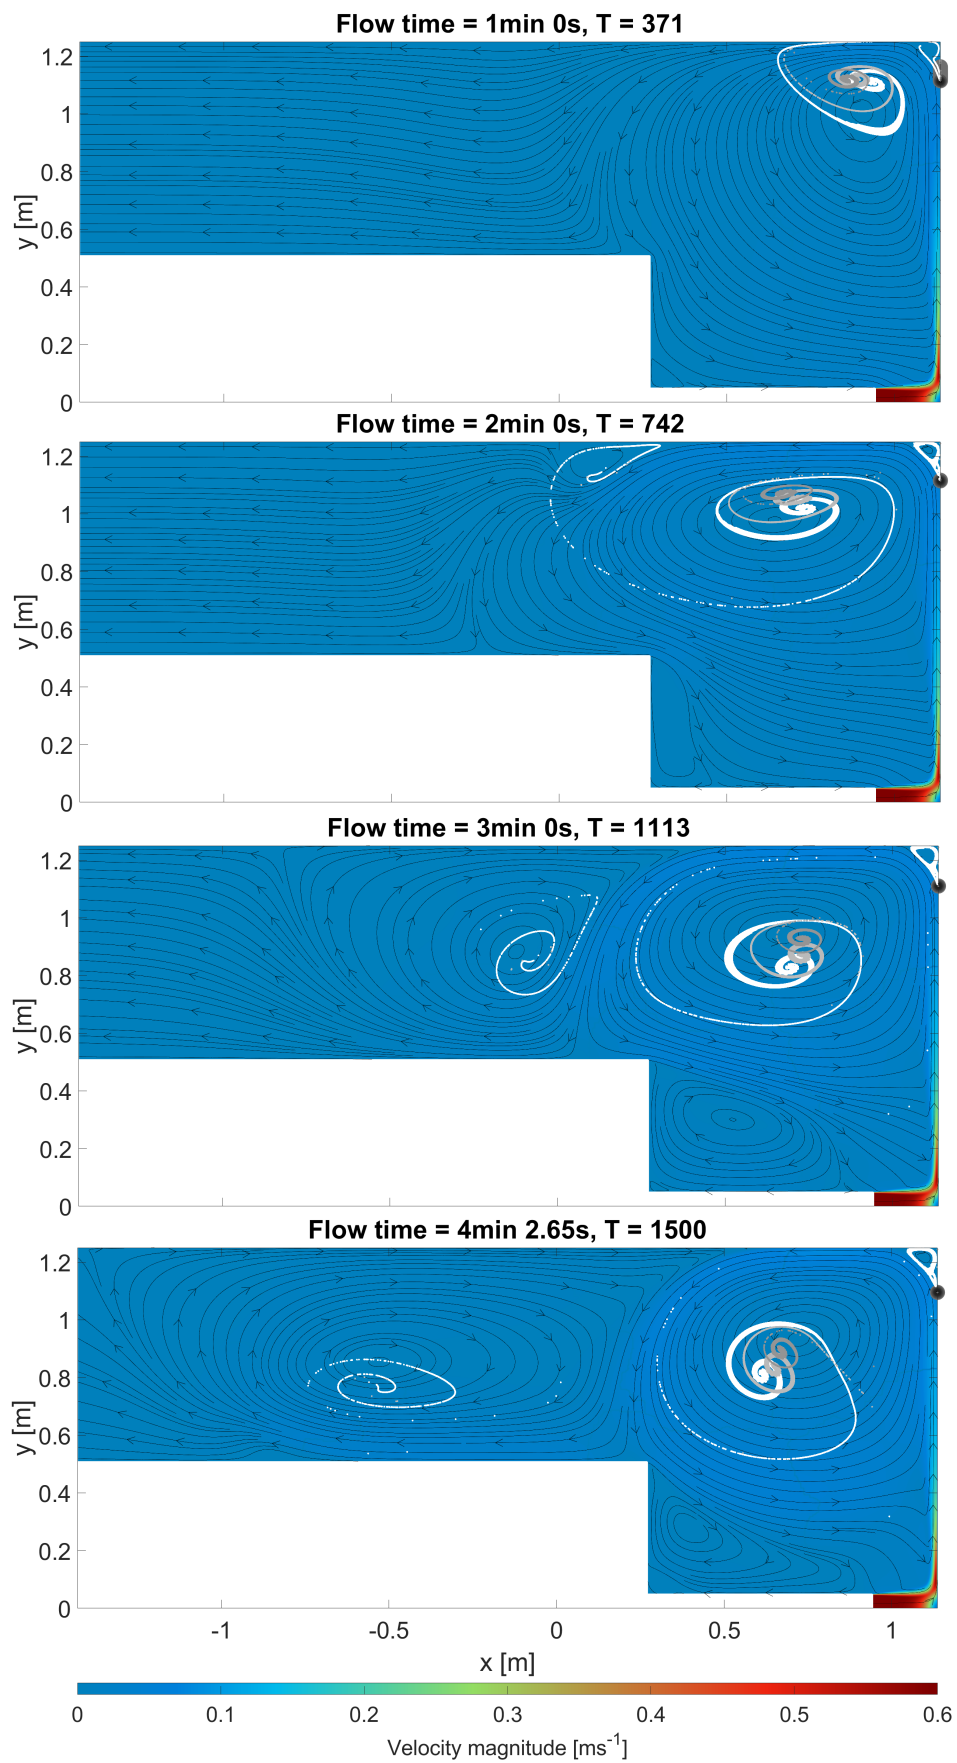 Flow time = 1min 0s, T = 371
1.2
1
0.8
0.6
0.4
0.2
0
y [m]
Flow time = 2min 0s, T = 742
1.2
1
0.8
0.6
0.4
0.2
0
y [m]
Flow time = 3min 0s, T = 1113
1.2
1
0.8
0.6
0.4
0.2
0
y [m]
Flow time = 4min 2.65s, T = 1500
1.2
1
0.8
0.6
0.4
0.2
0
y [m]
-1 -0.5 0 0.5 1
x [m]
0 0.1 0.2 0.3 0.4 0.5 0.6
Velocity magnitude [ms⁻¹]